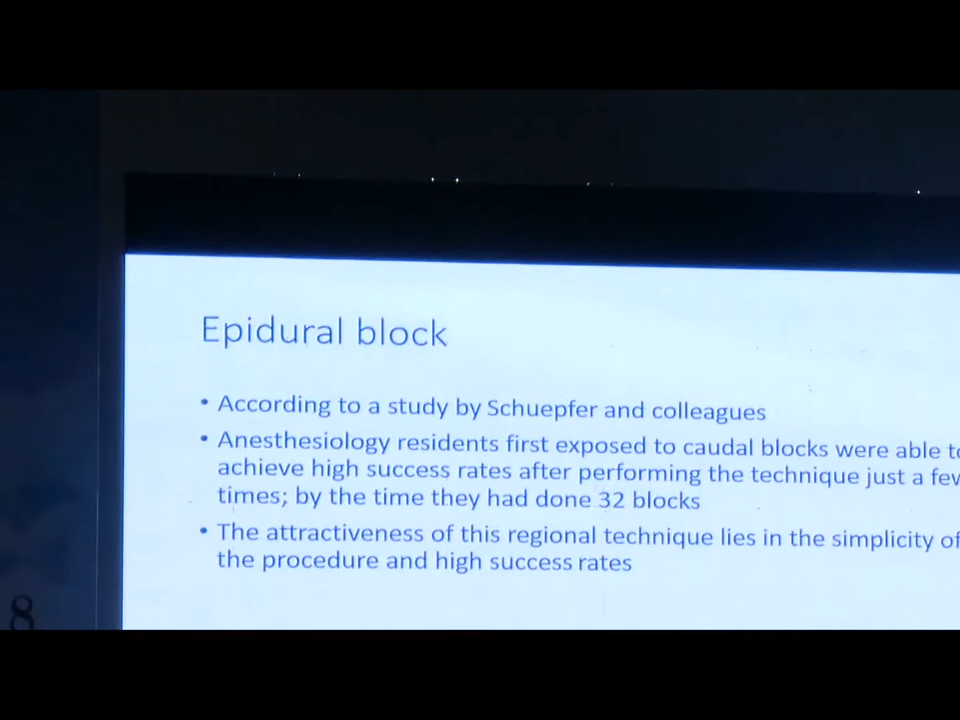 Epidural block
• According to a study by Schuepfer and colleagues
• Anesthesiology residents first exposed to caudal blocks were able
achieve high success rates after performing the technique just a few
times; by the time they had done 32 blocks
• The attractiveness of this regional technique lies in the simplicity of
the procedure and high success rates
8